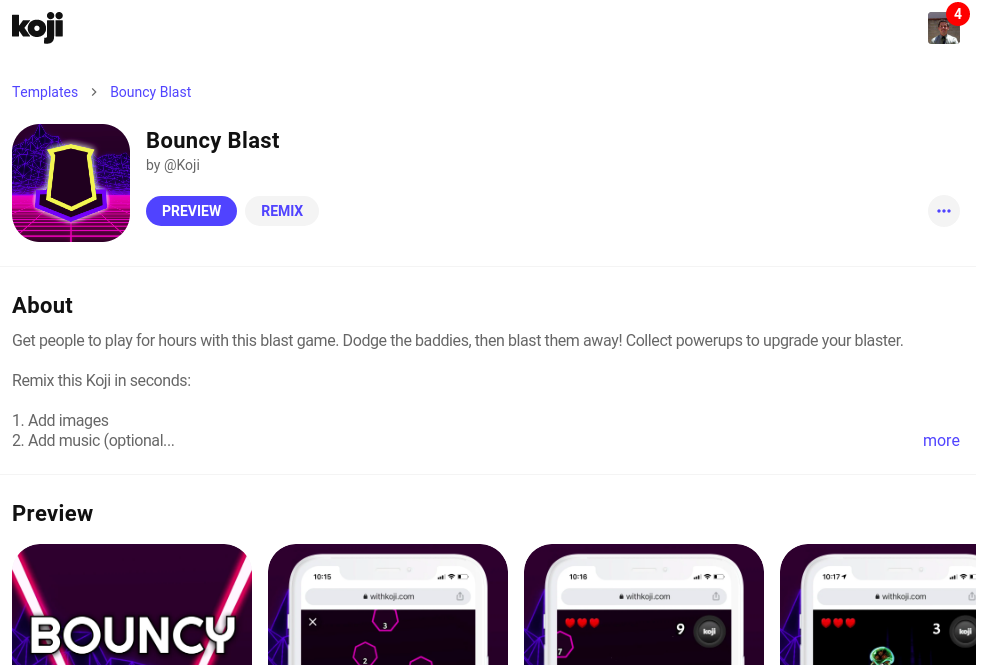 koji
4
Templates > Bouncy Blast
Bouncy Blast
by @Koji
PREVIEW REMIX
About
Get people to play for hours with this blast game. Dodge the baddies, then blast them away! Collect powerups to upgrade your blaster.
Remix this Koji in seconds:
1. Add images
2. Add music (optional... more
Preview
BOUNCY
10:15
withkoji.com
3
2
10:16
withkoji.com
9 koji
7
10:17
withkoji.com
3 koji